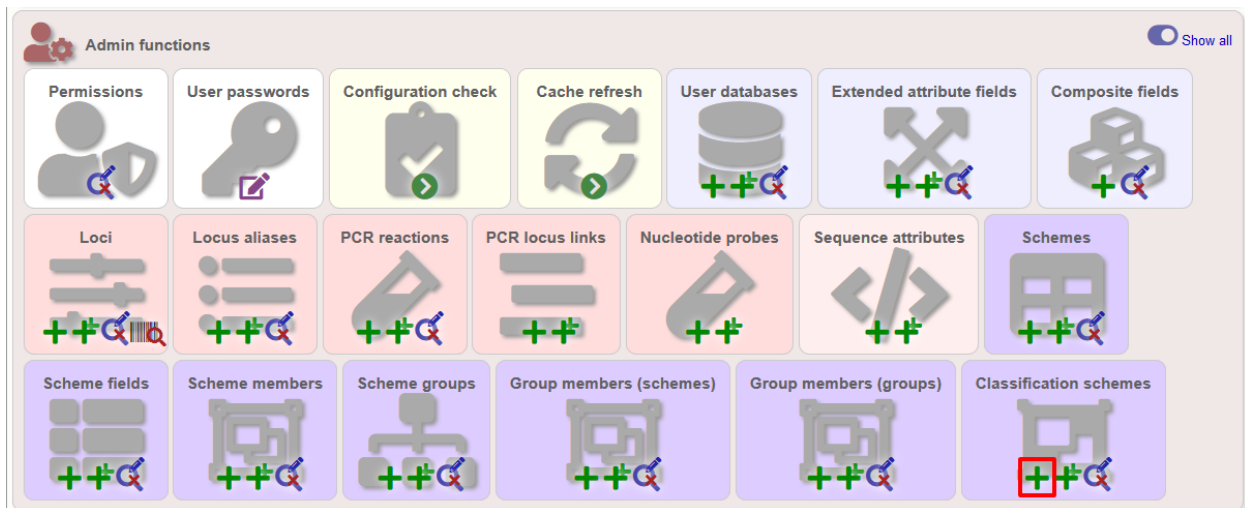 Admin functions
Show all
Permissions
User passwords
Configuration check
Cache refresh
User databases
Extended attribute fields
Composite fields
Loci
Locus aliases
PCR reactions
PCR locus links
Nucleotide probes
Sequence attributes
Schemes
Scheme fields
Scheme members
Scheme groups
Group members (schemes)
Group members (groups)
Classification schemes